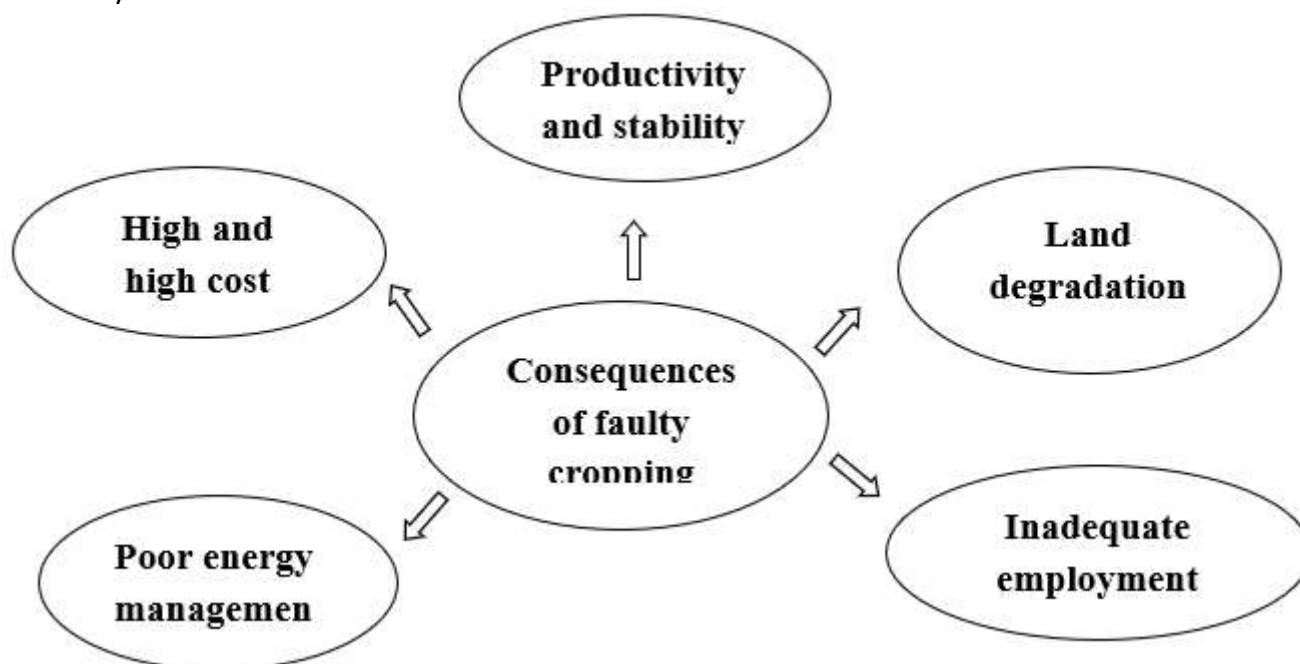 Productivity
and stability
High and
high cost
Land
degradation
Consequences
of faulty
cropping
Poor energy
managemen
Inadequate
employment